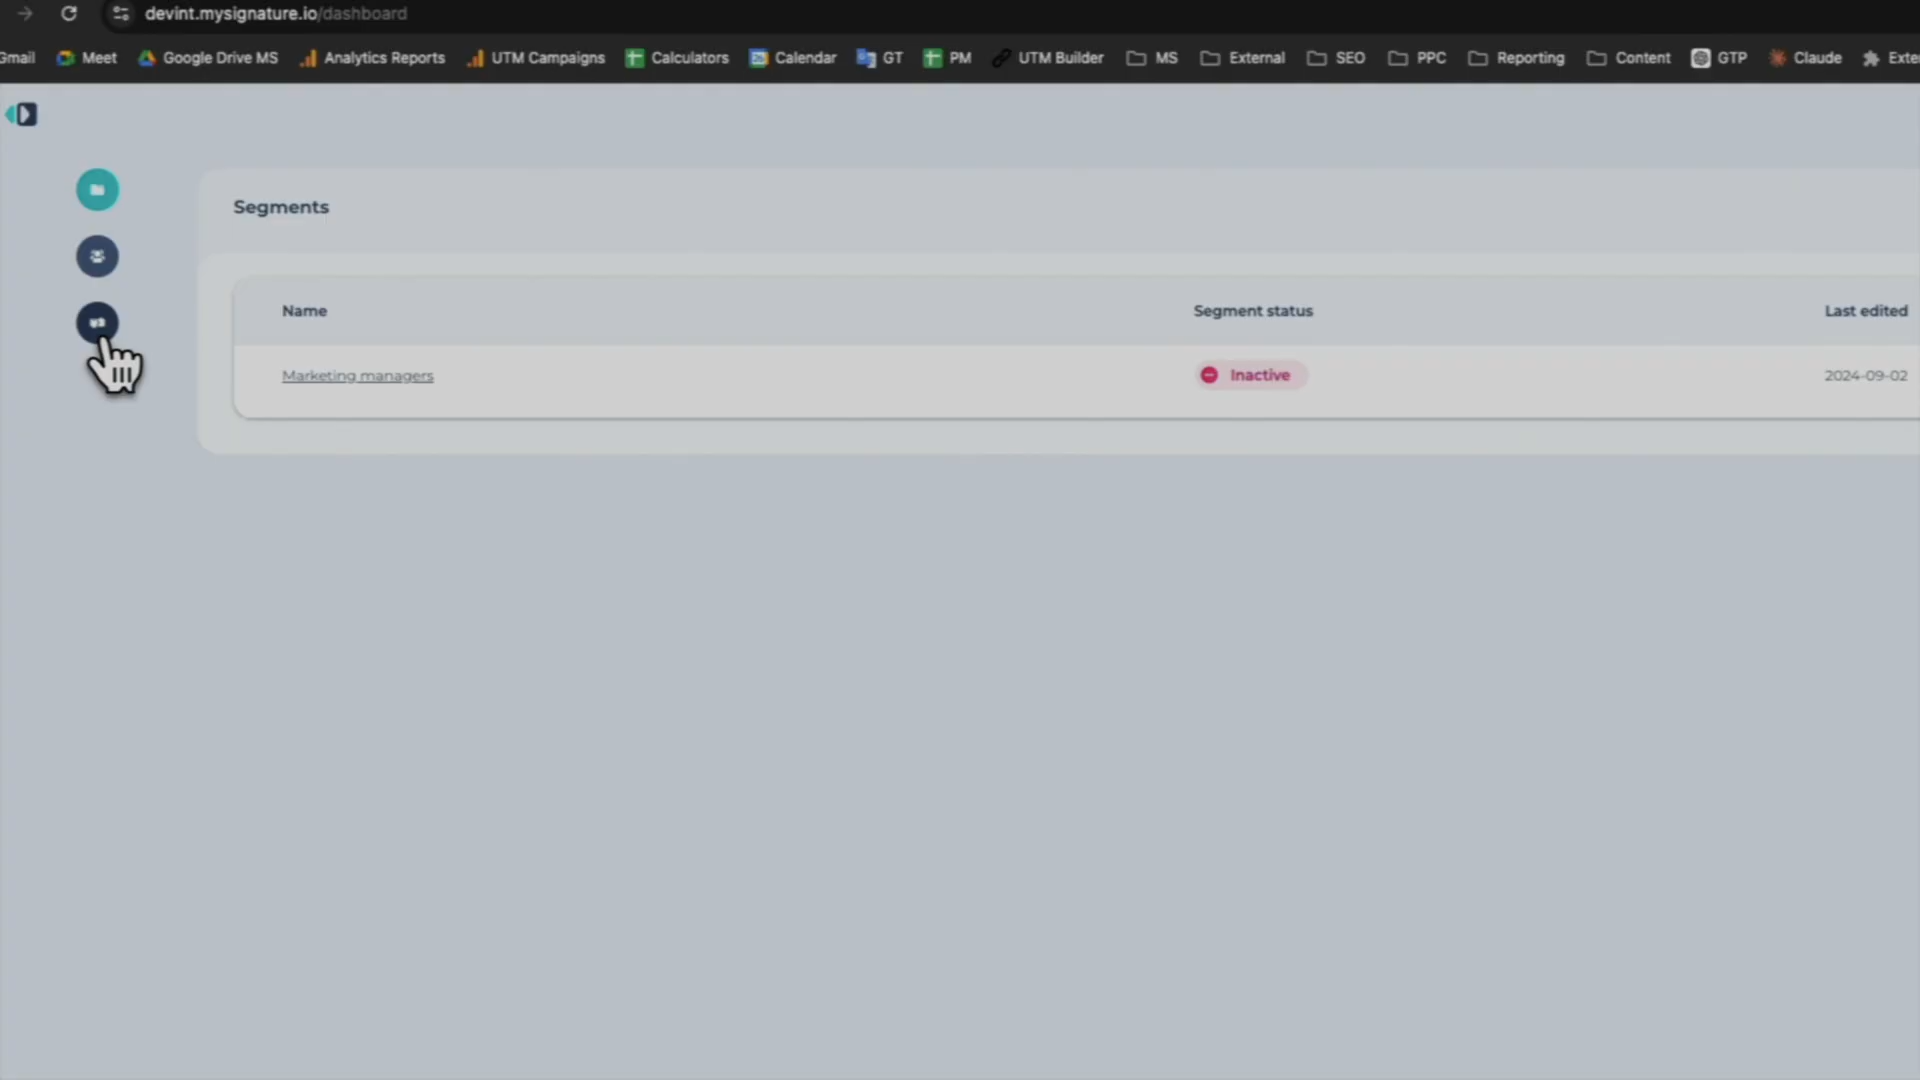 devint.mysignature.io/dashboard
Gmail Meet Google Drive MS Analytics Reports UTM Campaigns Calculators Calendar GT PM UTM Builder MS External SEO PPC Reporting Content GTP Claude
Segments
Name Segment status Last edited
Marketing managers Inactive 2024-09-02